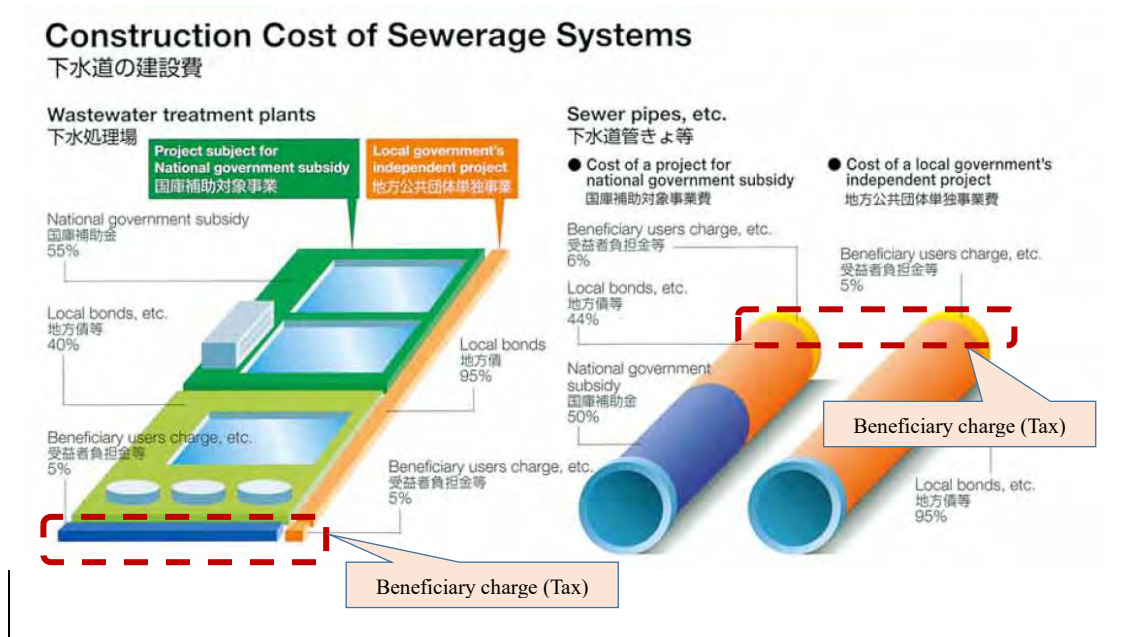 Construction Cost of Sewerage Systems
下水道の建設費
Wastewater treatment plants
下水処理場
Project subject for
National government subsidy
国庫補助対象事業
Local government's
independent project
地方公共団体単独事業
National government subsidy
国庫補助金
55%
Local bonds, etc.
地方債等
40%
Beneficiary users charge, etc.
受益者負担金等
5%
Local bonds
地方債
95%
Beneficiary users charge, etc.
受益者負担金等
5%
Beneficiary charge (Tax)
Sewer pipes, etc.
下水道管きょ等
● Cost of a project for
national government subsidy
国庫補助対象事業費
● Cost of a local government's
independent project
地方公共団体単独事業費
Beneficiary users charge, etc.
受益者負担金等
6%
Local bonds, etc.
地方債等
44%
National government
subsidy
国庫補助金
50%
Beneficiary users charge, etc.
受益者負担金等
5%
Beneficiary charge (Tax)
Local bonds, etc.
地方債等
95%